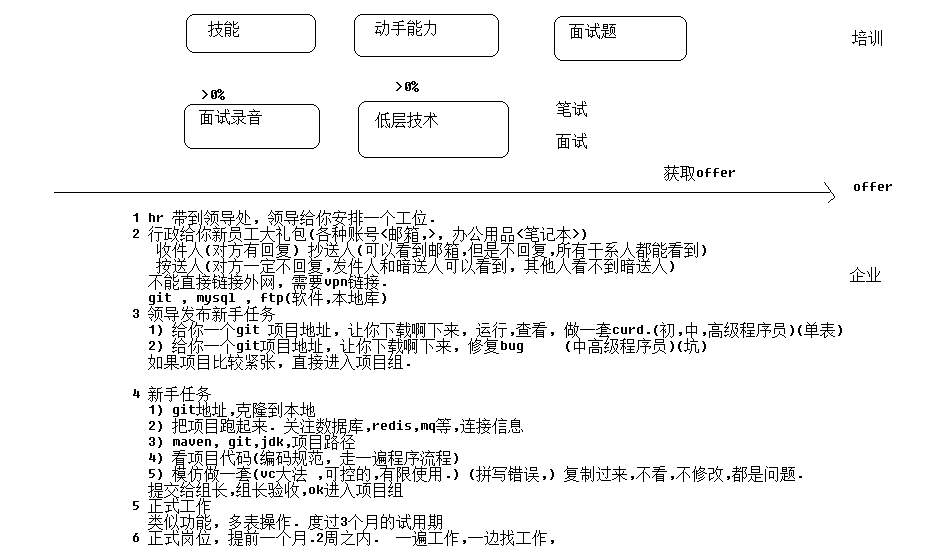 技能
动手能力
面试题
培训
>0%
>0%
面试录音
低层技术
笔试
面试
获取offer
offer
1 hr 带到领导处，领导给你安排一个工位.
2 行政给你新员工大礼包(各种账号<邮箱,>，办公用品<笔记本>)
收件人(对方有回复) 抄送人(可以看到邮箱,但是不回复,所有干系人都能看到)
按送人(对方一定不回复,发件人和暗送人可以看到，其他人看不到暗送人)
企业
不能直接链接外网，需要vpn链接.
git , mysql , ftp(软件,本地库)
3 领导发布新手任务
1) 给你一个git 项目地址，让你下载啊下来，运行,查看，做一套curd.(初,中,高级程序员)(单表)
2) 给你一个git项目地址，让你下载啊下来，修复bug (中高级程序员)(坑)
如果项目比较紧张，直接进入项目组.
4 新手任务
1) git地址,克隆到本地
2) 把项目跑起来. 关注数据库,redis,mq等,连接信息
3) maven, git,jdk,项目路径
4) 看项目代码(编码规范，走一遍程序流程)
5) 模仿做一套(vc大法 ,可控的,有限使用.) (拼写错误,) 复制过来,不看,不修改,都是问题.
提交给组长,组长验收,ok进入项目组
5 正式工作
类似功能，多表操作. 度过3个月的试用期
6 正式岗位，提前一个月.2周之内. 一遍工作,一边找工作，